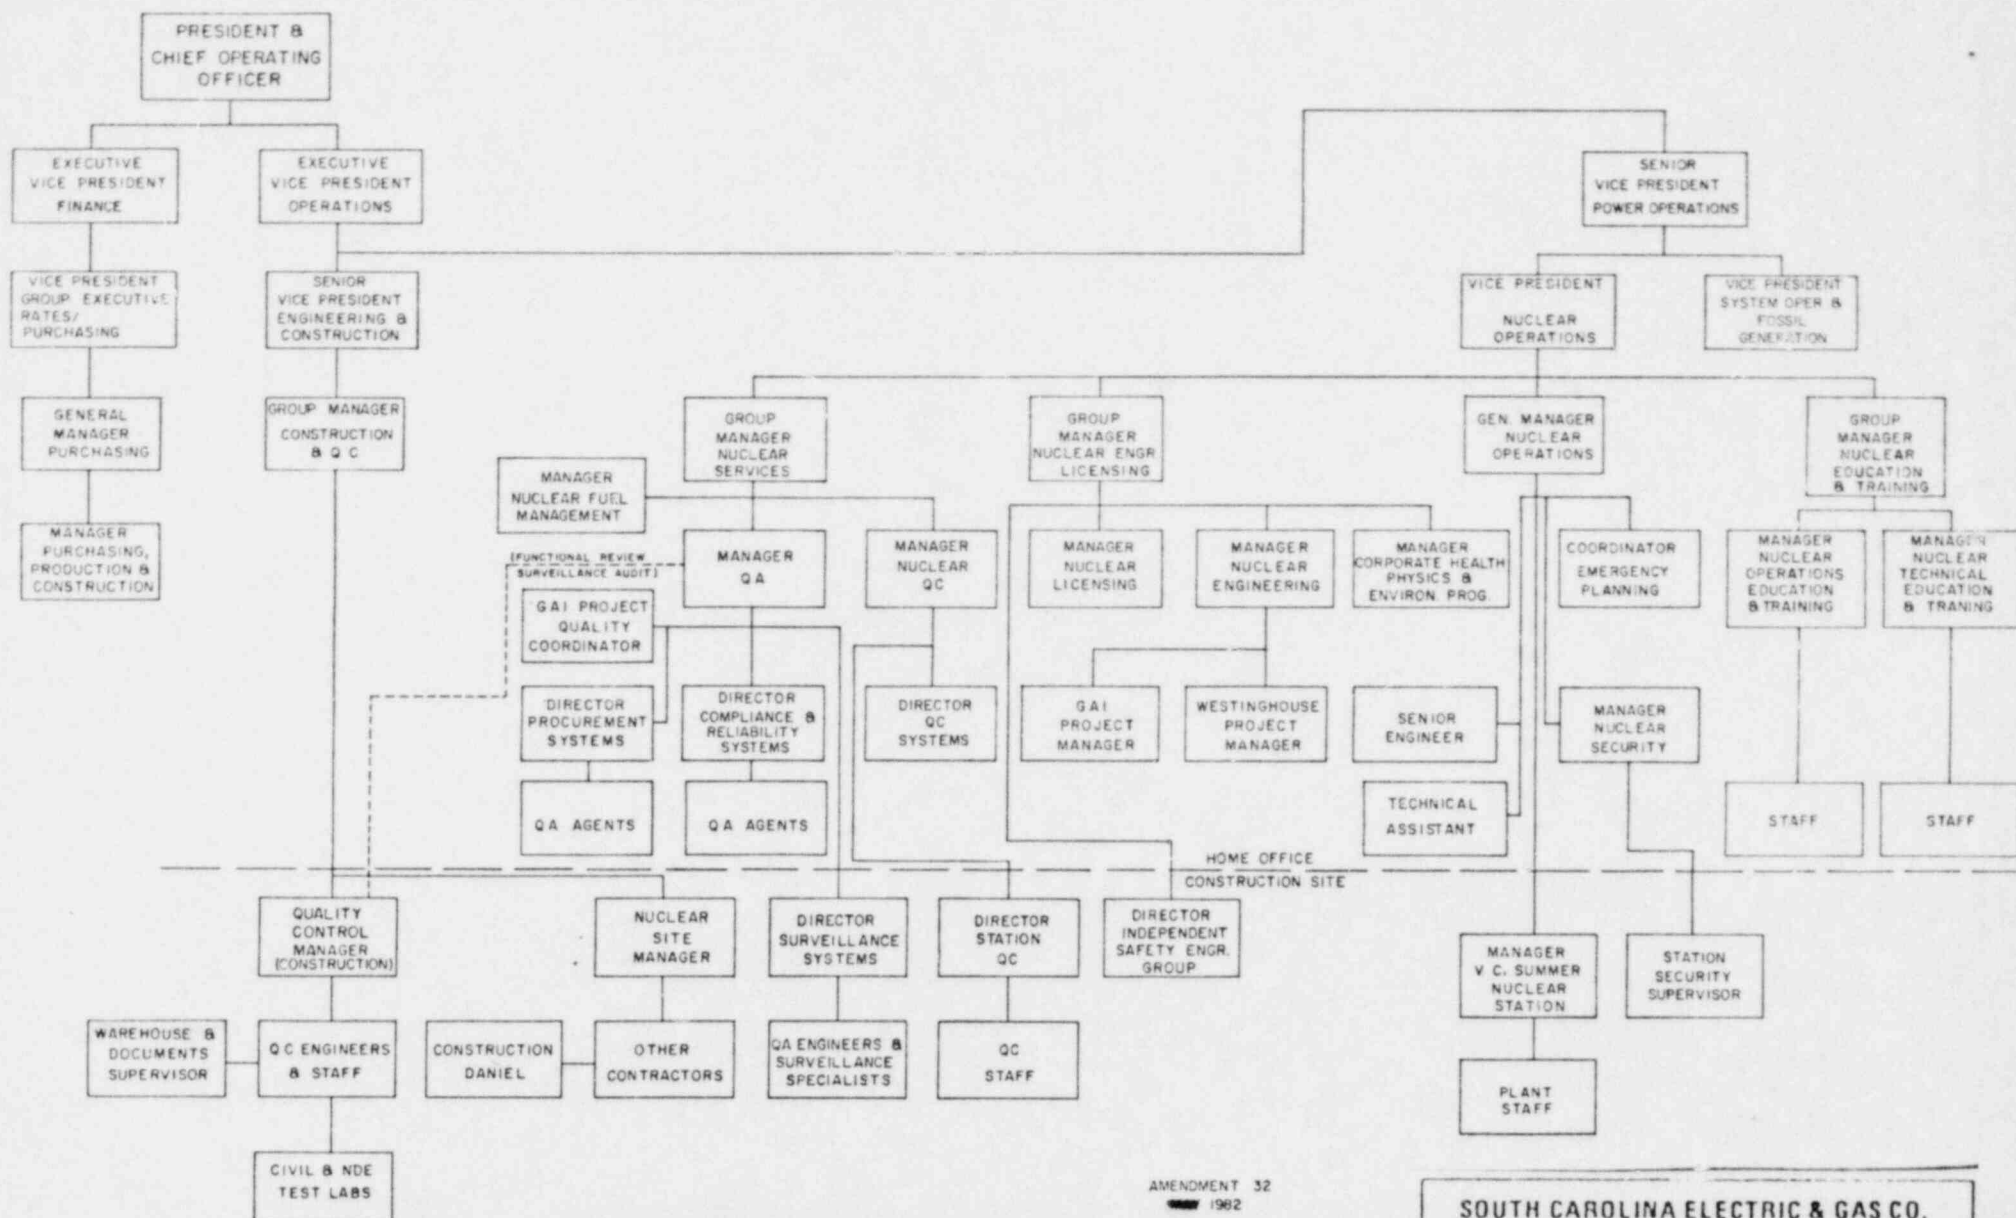 PRESIDENT &
CHIEF OPERATING
OFFICER
EXECUTIVE
VICE PRESIDENT
FINANCE
EXECUTIVE
VICE PRESIDENT
OPERATIONS
SENIOR
VICE PRESIDENT
POWER OPERATIONS
VICE PRESIDENT
GROUP EXECUTIVE
RATES/
PURCHASING
SENIOR
VICE PRESIDENT
ENGINEERING &
CONSTRUCTION
VICE PRESIDENT
NUCLEAR
OPERATIONS
VICE PRESIDENT
SYSTEM OPER &
FOSSIL
GENERATION
GENERAL
MANAGER
PURCHASING
GROUP MANAGER
CONSTRUCTION
& QC
GROUP
MANAGER
NUCLEAR
SERVICES
GROUP
MANAGER
NUCLEAR ENGR.
LICENSING
GEN. MANAGER
NUCLEAR
OPERATIONS
GROUP
MANAGER
NUCLEAR
EDUCATION
& TRAINING
MANAGER
NUCLEAR FUEL
MANAGEMENT
MANAGER
PURCHASING,
PRODUCTION &
CONSTRUCTION
[FUNCTIONAL REVIEW
SURVEILLANCE AUDIT]
MANAGER
QA
MANAGER
NUCLEAR
QC
MANAGER
NUCLEAR
LICENSING
MANAGER
NUCLEAR
ENGINEERING
MANAGER
CORPORATE HEALTH
PHYSICS &
ENVIRON. PROG.
COORDINATOR
EMERGENCY
PLANNING
MANAGER
NUCLEAR
OPERATIONS
EDUCATION
& TRAINING
MANAGER
NUCLEAR
TECHNICAL
EDUCATION
& TRANING
GAI PROJECT
QUALITY
COORDINATOR
DIRECTOR
PROCUREMENT
SYSTEMS
DIRECTOR
COMPLIANCE &
RELIABILITY
SYSTEMS
DIRECTOR
QC
SYSTEMS
GAI
PROJECT
MANAGER
WESTINGHOUSE
PROJECT
MANAGER
SENIOR
ENGINEER
MANAGER
NUCLEAR
SECURITY
QA AGENTS
QA AGENTS
TECHNICAL
ASSISTANT
STAFF
STAFF
HOME OFFICE
CONSTRUCTION SITE
QUALITY
CONTROL
MANAGER
(CONSTRUCTION)
NUCLEAR
SITE
MANAGER
DIRECTOR
SURVEILLANCE
SYSTEMS
DIRECTOR
STATION
QC
DIRECTOR
INDEPENDENT
SAFETY ENGR.
GROUP
MANAGER
V. C. SUMMER
NUCLEAR
STATION
STATION
SECURITY
SUPERVISOR
WAREHOUSE &
DOCUMENTS
SUPERVISOR
QC ENGINEERS
& STAFF
CONSTRUCTION
DANIEL
OTHER
CONTRACTORS
QA ENGINEERS &
SURVEILLANCE
SPECIALISTS
QC
STAFF
PLANT
STAFF
CIVIL & NDE
TEST LABS
AMENDMENT 32
1982
SOUTH CAROLINA ELECTRIC & GAS CO.